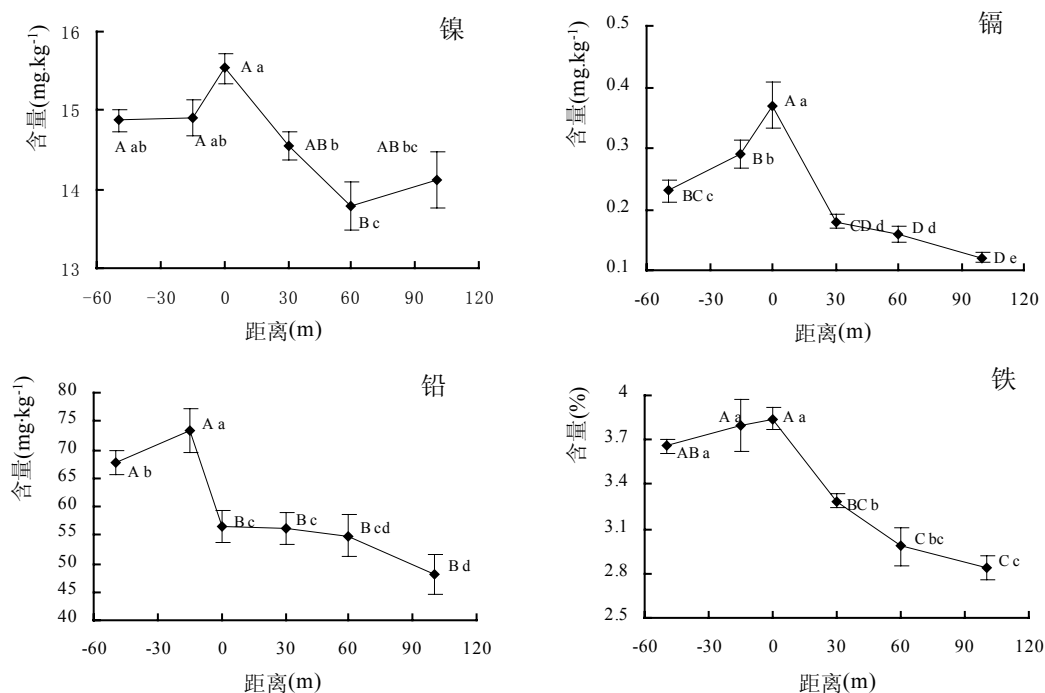 镍
含量(mg.kg-1)
16
15
14
13
A ab
A ab
A a
AB b
B c
AB bc
-60 -30 0 30 60 90 120
距离(m)
镉
含量(mg.kg-1)
0.5
0.4
0.3
0.2
0.1
BC c
B b
A a
CD d
D d
D e
-60 -30 0 30 60 90 120
距离(m)
铅
含量(mg·kg-1)
80
75
70
65
60
55
50
45
40
A b
A a
B c
B c
B cd
B d
-60 -30 0 30 60 90 120
距离(m)
铁
含量(%)
4
3.7
3.4
3.1
2.8
2.5
AB a
A a
A a
BC b
C bc
C c
-60 -30 0 30 60 90 120
距离(m)